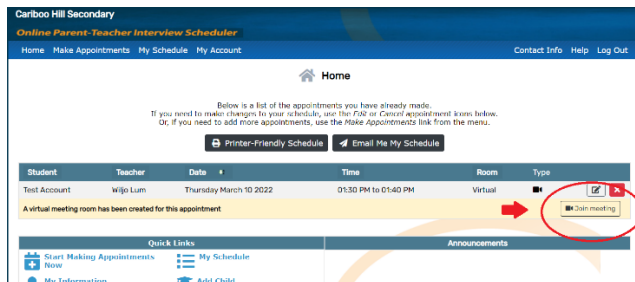 Cariboo Hill Secondary
Online Parent-Teacher Interview Scheduler
Home Make Appointments My Schedule My Account Contact Info Help Log Out
Home
Below is a list of the appointments you have already made.
If you need to make changes to your schedule, use the Edit or Cancel appointment icons below.
Or, if you need to add more appointments, use the Make Appointments link from the menu.
Printer-Friendly Schedule Email Me My Schedule
Student Teacher Date Time Room Type
Test Account Wiljo Lum Thursday March 10 2022 01:30 PM to 01:40 PM Virtual
A virtual meeting room has been created for this appointment Join meeting
Quick Links Announcements
Start Making Appointments My Schedule
Now
My Information Add Child